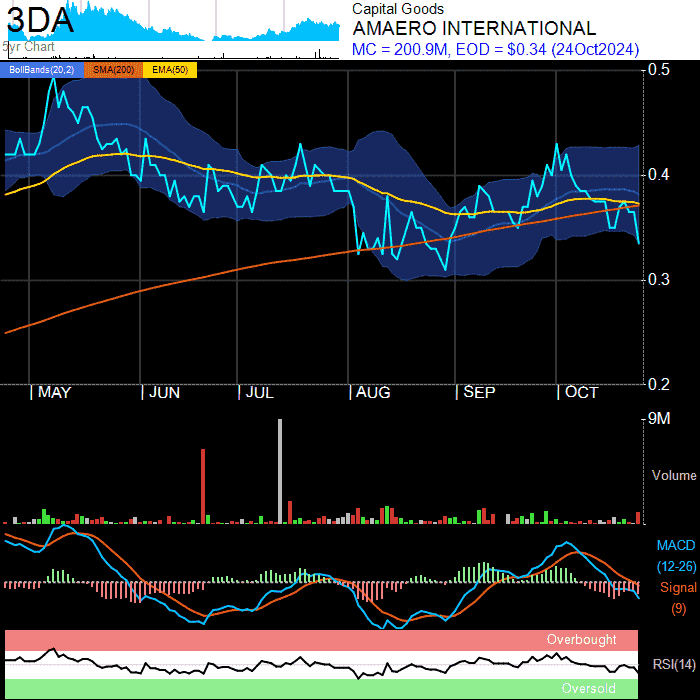 3DA
5yr Chart
Capital Goods
AMAERO INTERNATIONAL
MC = 200.9M, EOD = $0.34 (24Oct2024)
BollBands(20,2) SMA(200) EMA(50)
0.5
0.4
0.3
0.2
MAY JUN JUL AUG SEP OCT
9M
Volume
MACD
(12-26)
Signal
(9)
Overbought
RSI(14)
Oversold